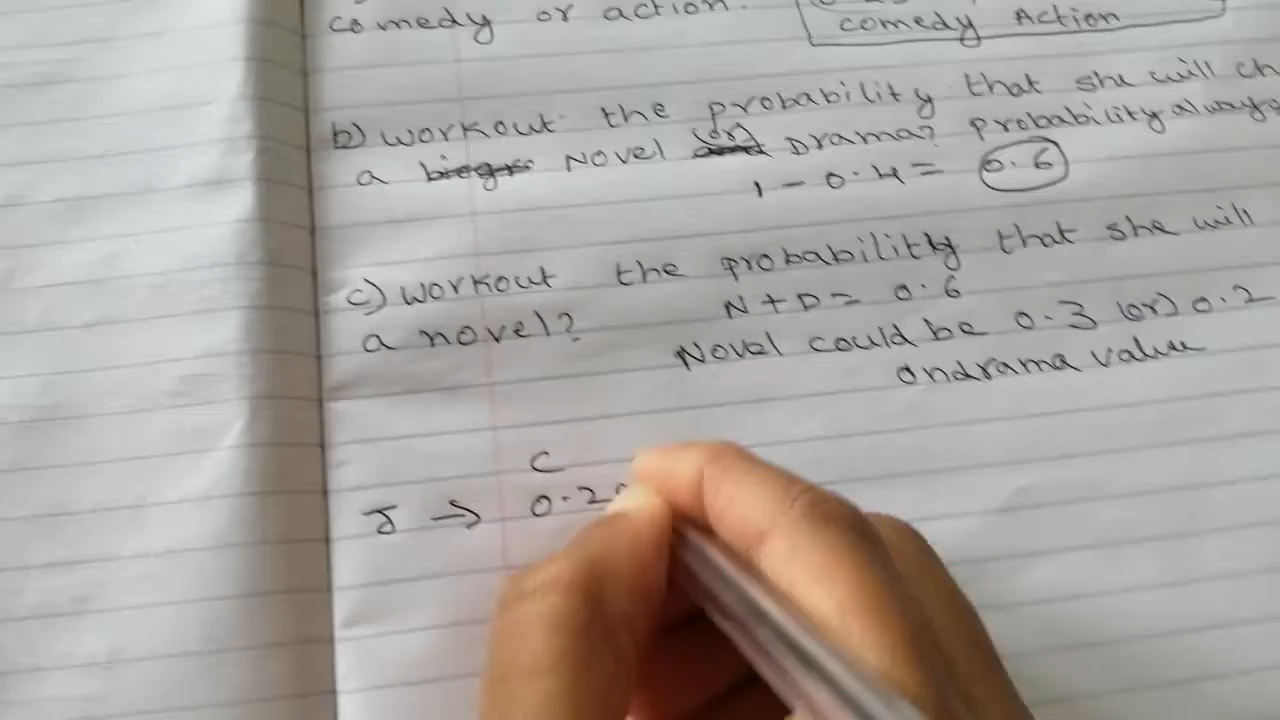 comedy or action.
comedy Action
b) workout the probability that she will ch
a Novel (or) Drama? probability always
1 - 0.4 = 0.6
c) workout the probability that she will
a novel? N + D = 0.6
Novel could be 0.3 (or) 0.2
on drama value
C
J → 0.2